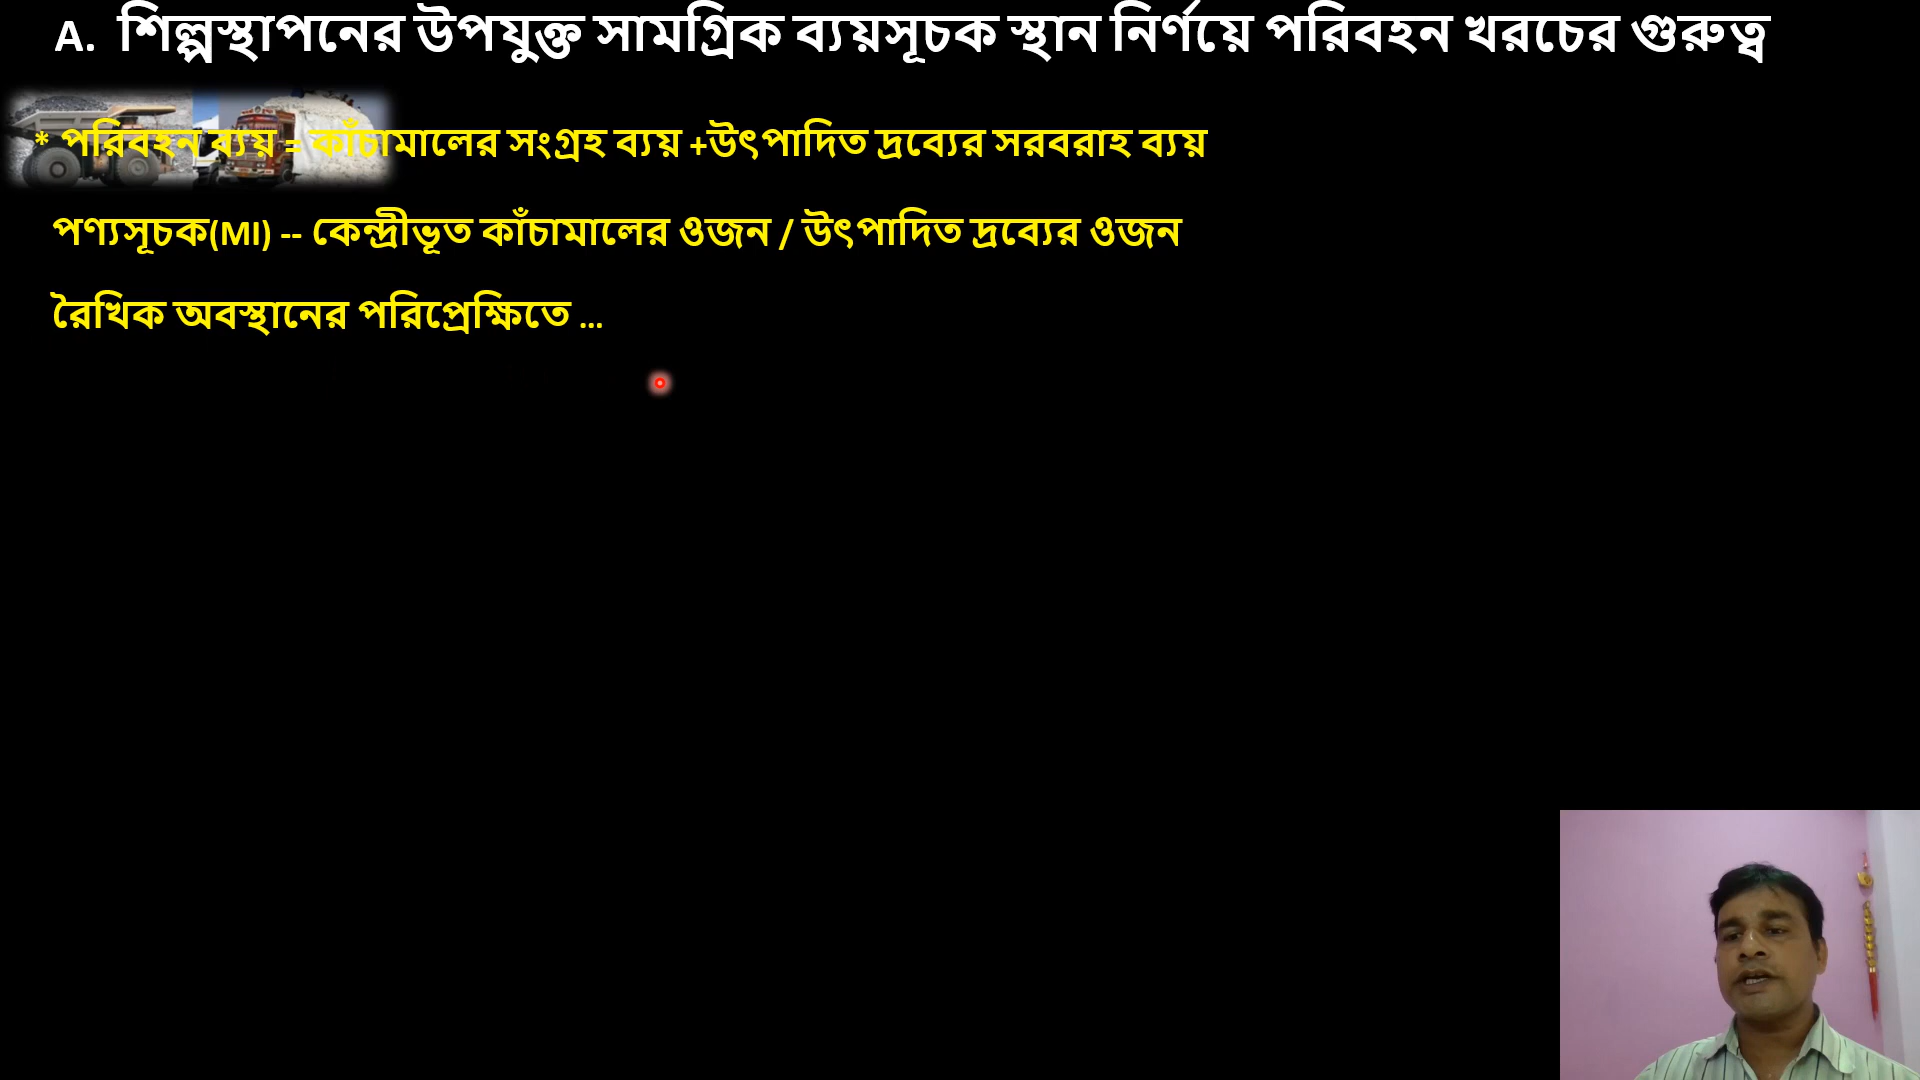 A. শিল্পস্থাপনের উপযুক্ত সামগ্রিক ব্যয়সূচক স্থান নির্ণয়ে পরিবহন খরচের গুরুত্ব
* পরিবহন ব্যয় = কাঁচামালের সংগ্রহ ব্যয় +উৎপাদিত দ্রব্যের সরবরাহ ব্যয়
পণ্যসূচক(MI) -- কেন্দ্রীভূত কাঁচামালের ওজন / উৎপাদিত দ্রব্যের ওজন
রৈখিক অবস্থানের পরিপ্রেক্ষিতে ...